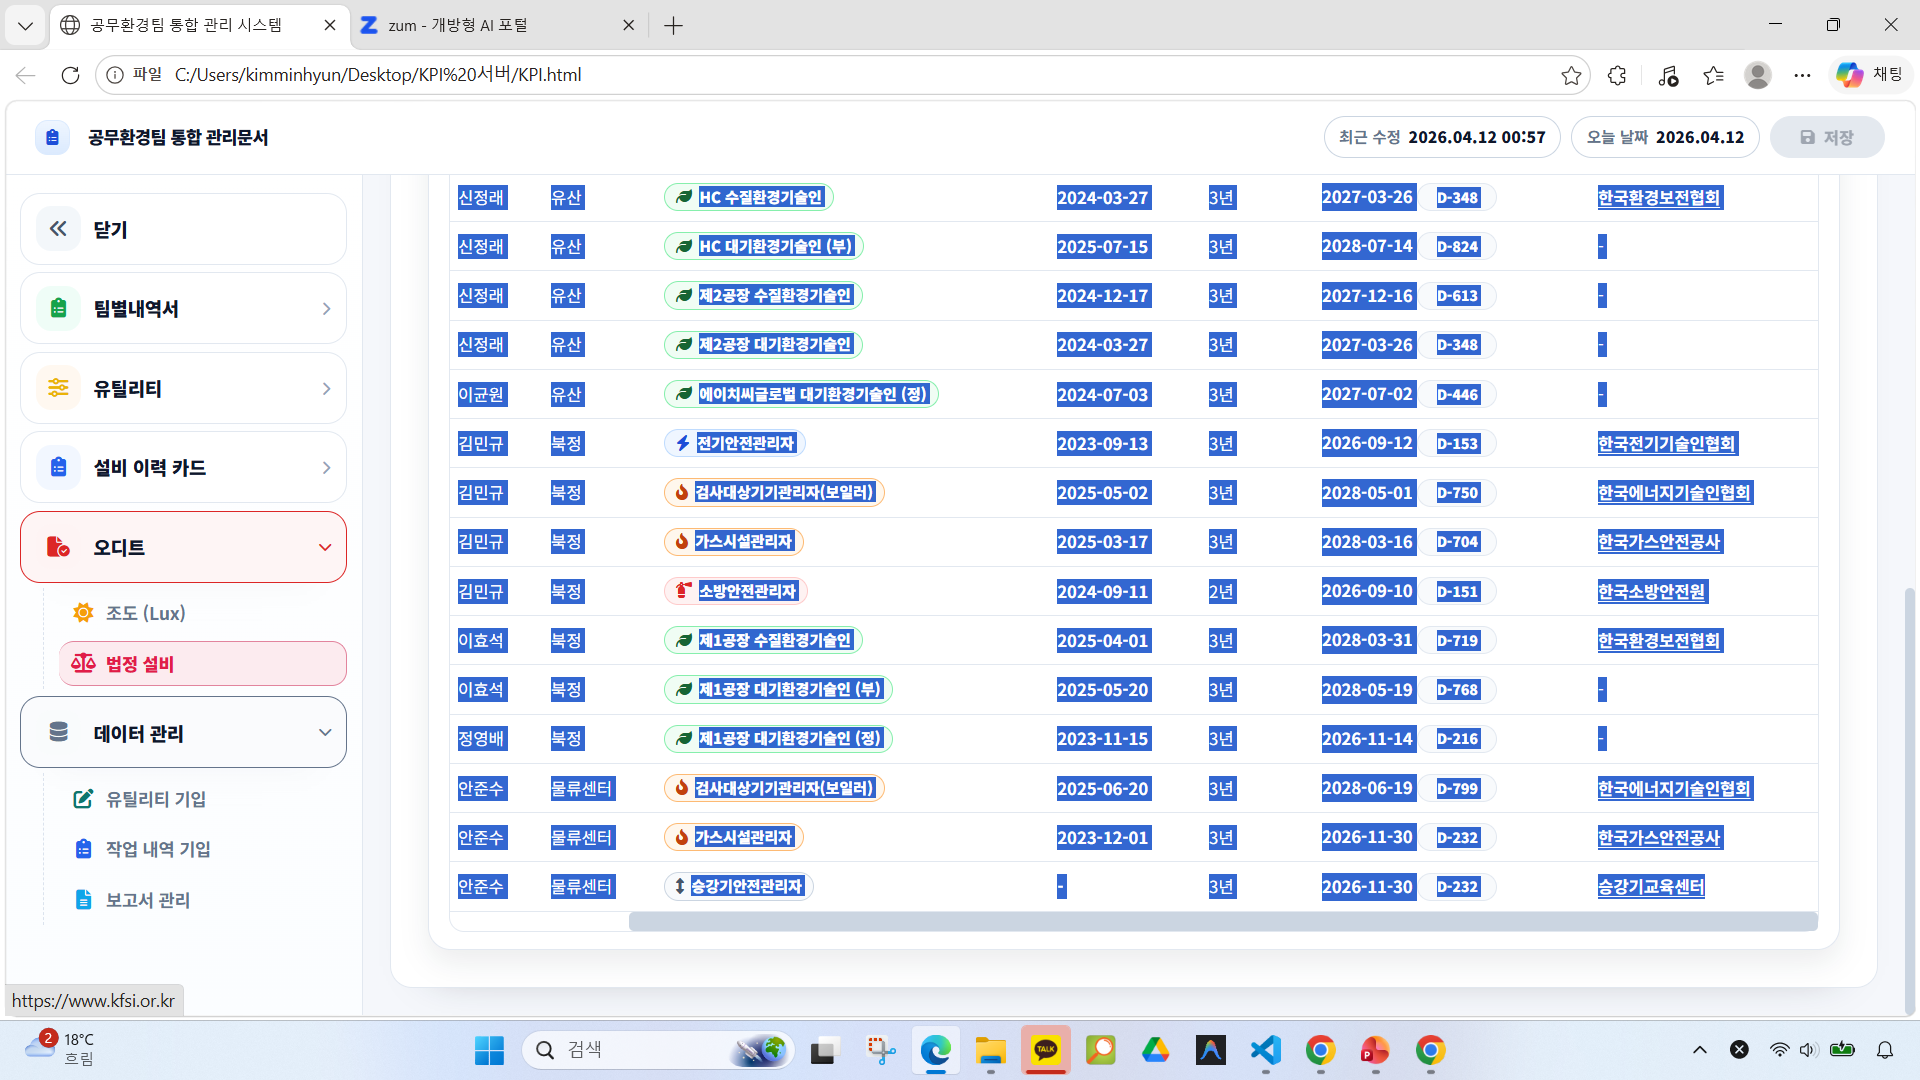 공무환경팀 통합 관리 시스템
zum - 개방형 AI 포털
파일 C:/Users/kimminhyun/Desktop/KPI%20서버/KPI.html
채팅
공무환경팀 통합 관리문서
최근 수정 2026.04.12 00:57
오늘 날짜 2026.04.12
저장
닫기
팀별내역서
유틸리티
설비 이력 카드
오디트
조도 (Lux)
법정 설비
데이터 관리
유틸리티 기입
작업 내역 기입
보고서 관리
신정래 유산 HC 수질환경기술인 2024-03-27 3년 2027-03-26 D-348 한국환경보전협회
신정래 유산 HC 대기환경기술인 (부) 2025-07-15 3년 2028-07-14 D-824 -
신정래 유산 제2공장 수질환경기술인 2024-12-17 3년 2027-12-16 D-613 -
신정래 유산 제2공장 대기환경기술인 2024-03-27 3년 2027-03-26 D-348 -
이균원 유산 에이치씨글로벌 대기환경기술인 (정) 2024-07-03 3년 2027-07-02 D-446 -
김민규 북정 전기안전관리자 2023-09-13 3년 2026-09-12 D-153 한국전기기술인협회
김민규 북정 검사대상기기관리자(보일러) 2025-05-02 3년 2028-05-01 D-750 한국에너지기술인협회
김민규 북정 가스시설관리자 2025-03-17 3년 2028-03-16 D-704 한국가스안전공사
김민규 북정 소방안전관리자 2024-09-11 2년 2026-09-10 D-151 한국소방안전원
이효석 북정 제1공장 수질환경기술인 2025-04-01 3년 2028-03-31 D-719 한국환경보전협회
이효석 북정 제1공장 대기환경기술인 (부) 2025-05-20 3년 2028-05-19 D-768 -
정영배 북정 제1공장 대기환경기술인 (정) 2023-11-15 3년 2026-11-14 D-216 -
안준수 물류센터 검사대상기기관리자(보일러) 2025-06-20 3년 2028-06-19 D-799 한국에너지기술인협회
안준수 물류센터 가스시설관리자 2023-12-01 3년 2026-11-30 D-232 한국가스안전공사
안준수 물류센터 승강기안전관리자 - 3년 2026-11-30 D-232 승강기교육센터
https://www.kfsi.or.kr
2
18°C
흐림
검색
TALK